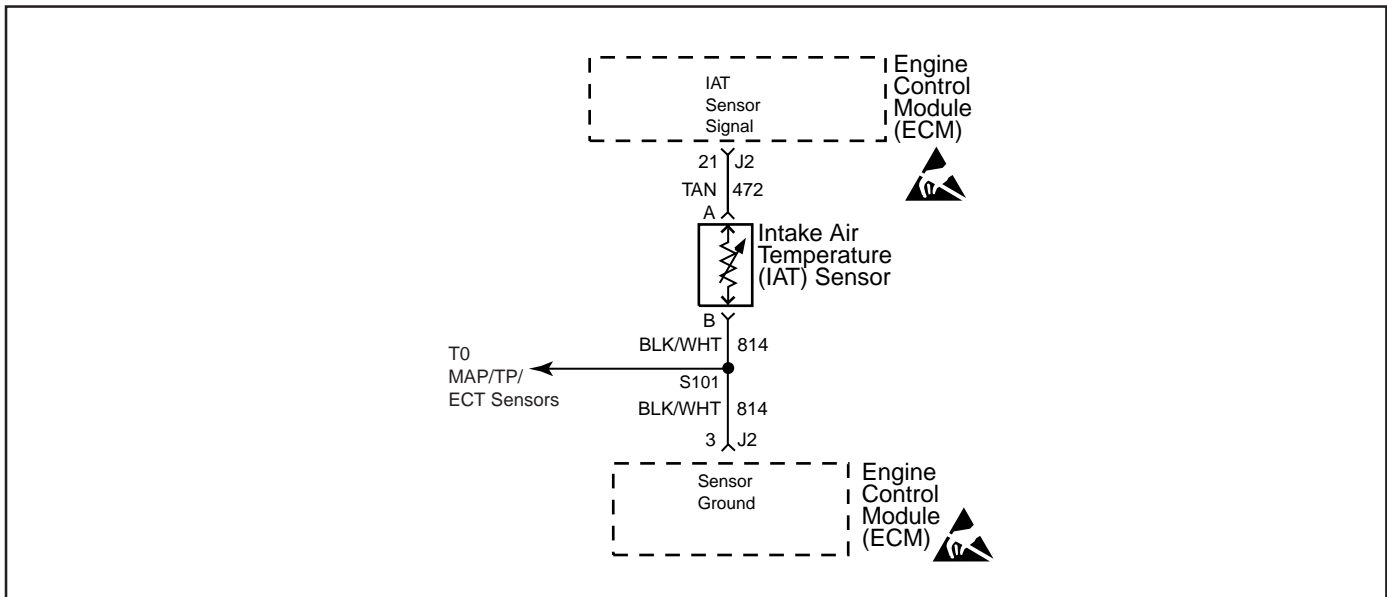 IAT
Sensor
Signal
Engine
Control
Module
(ECM)
21 J2
TAN 472
A
Intake Air
Temperature
(IAT) Sensor
B
BLK/WHT 814
T0
MAP/TP/
ECT Sensors
S101
BLK/WHT 814
3 J2
Sensor
Ground
Engine
Control
Module
(ECM)